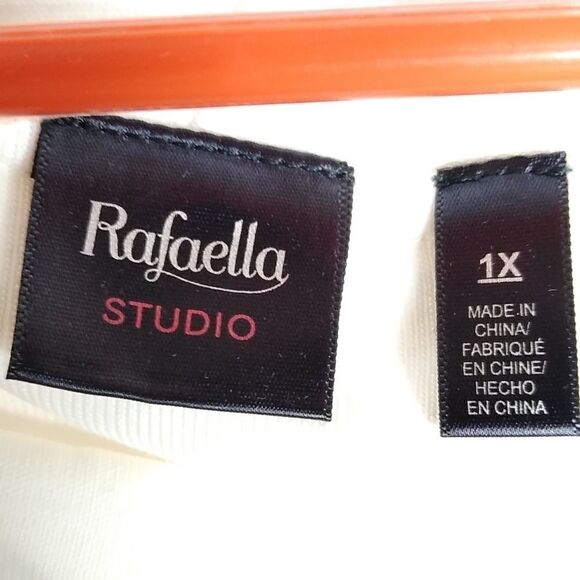 Rafaella
STUDIO
1X
MADE IN
CHINA/
FABRIQUÉ
EN CHINE/
HECHO
EN CHINA